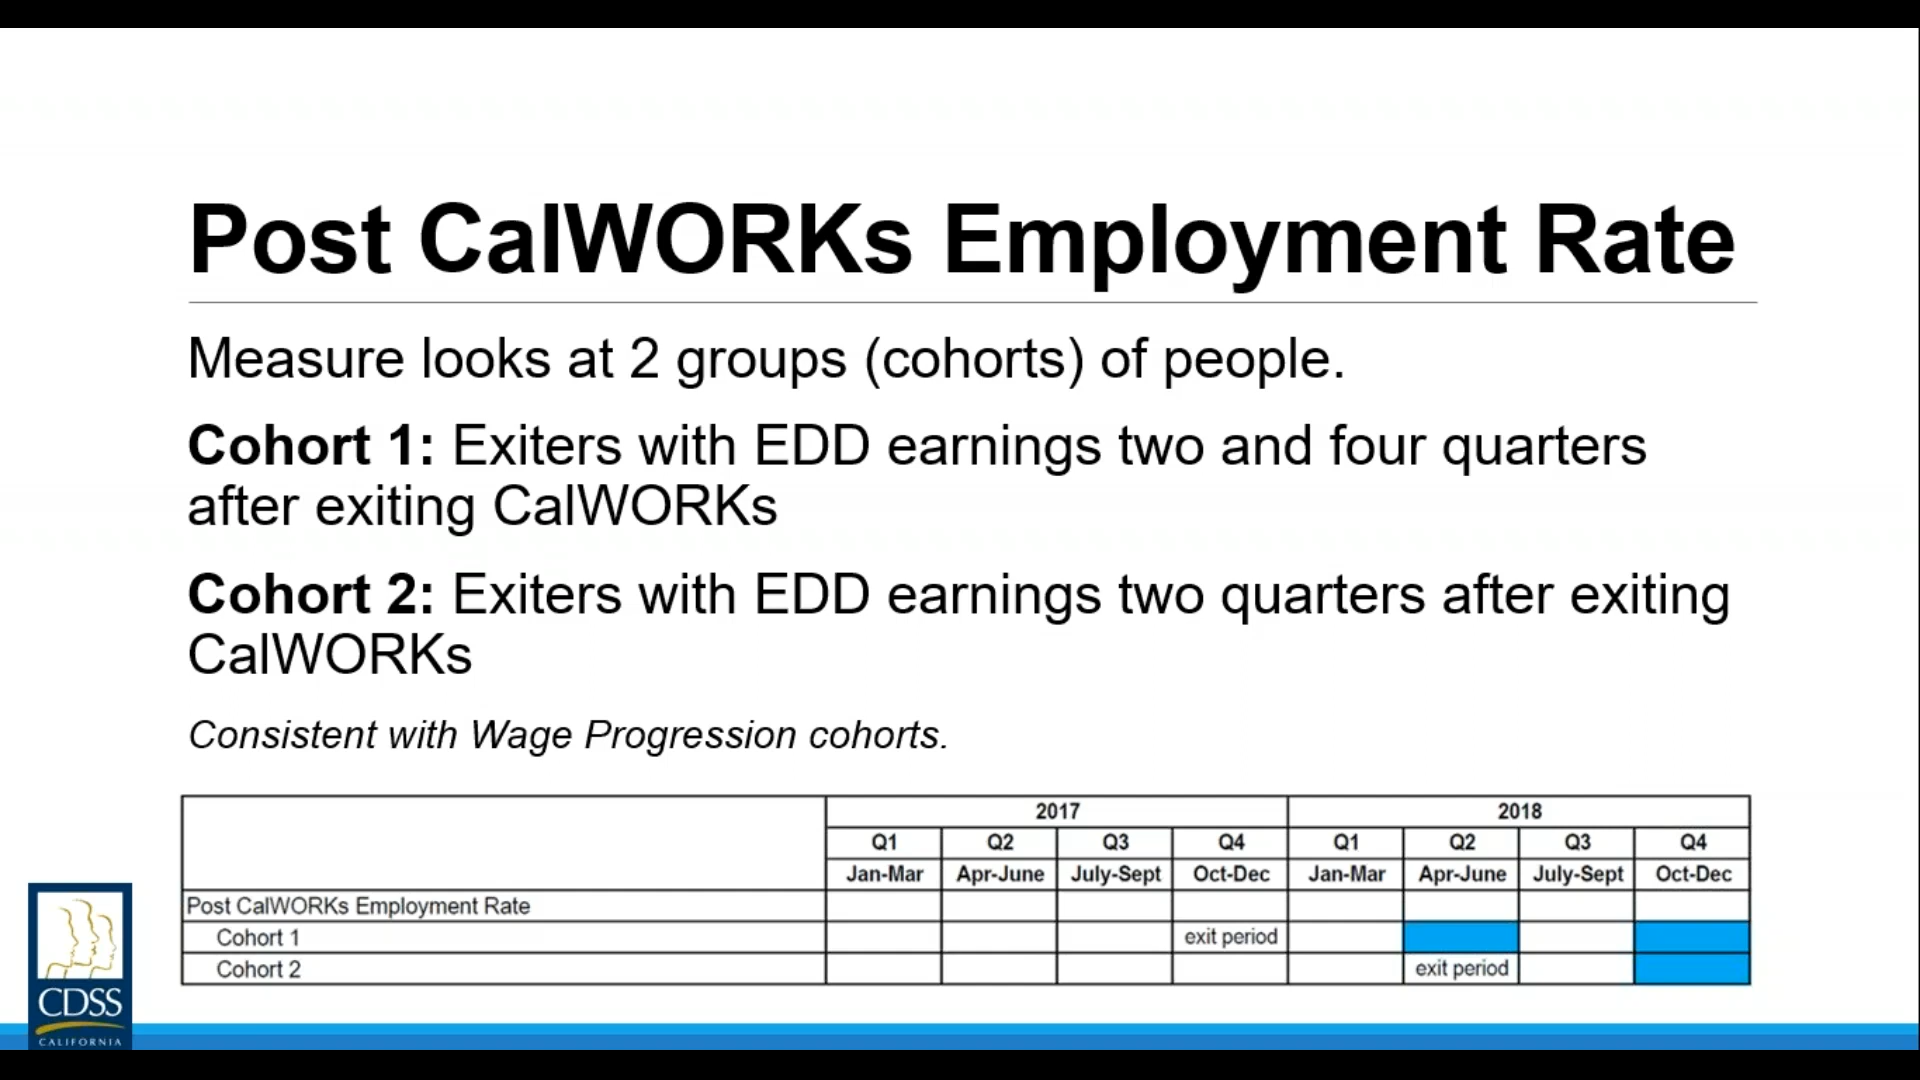 Post CalWORKs Employment Rate
Measure looks at 2 groups (cohorts) of people.
Cohort 1: Exiters with EDD earnings two and four quarters
after exiting CalWORKs
Cohort 2: Exiters with EDD earnings two quarters after exiting
CalWORKs
Consistent with Wage Progression cohorts.
2017 2018
Q1 Q2 Q3 Q4 Q1 Q2 Q3 Q4
Jan-Mar Apr-June July-Sept Oct-Dec Jan-Mar Apr-June July-Sept Oct-Dec
Post CalWORKs Employment Rate
Cohort 1 exit period
Cohort 2 exit period
CDSS
CALIFORNIA